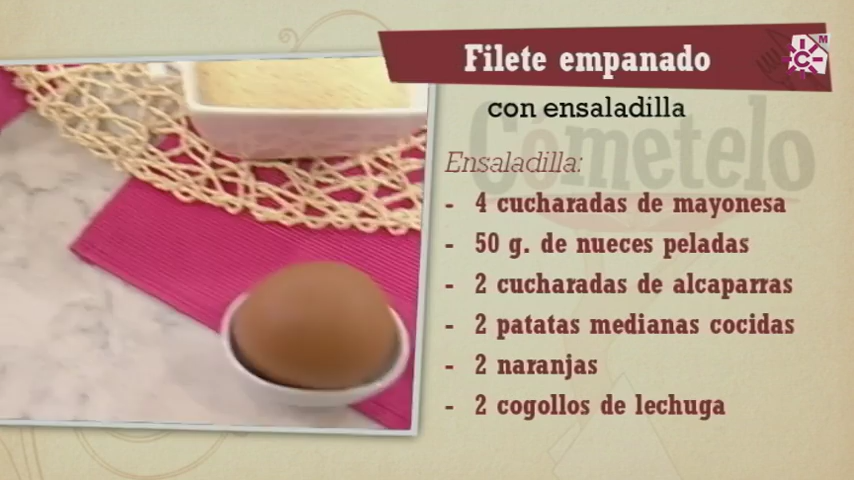 Filete empanado
M
con ensaladilla
Cómetelo
Ensaladilla:
- 4 cucharadas de mayonesa
- 50 g. de nueces peladas
- 2 cucharadas de alcaparras
- 2 patatas medianas cocidas
- 2 naranjas
- 2 cogollos de lechuga